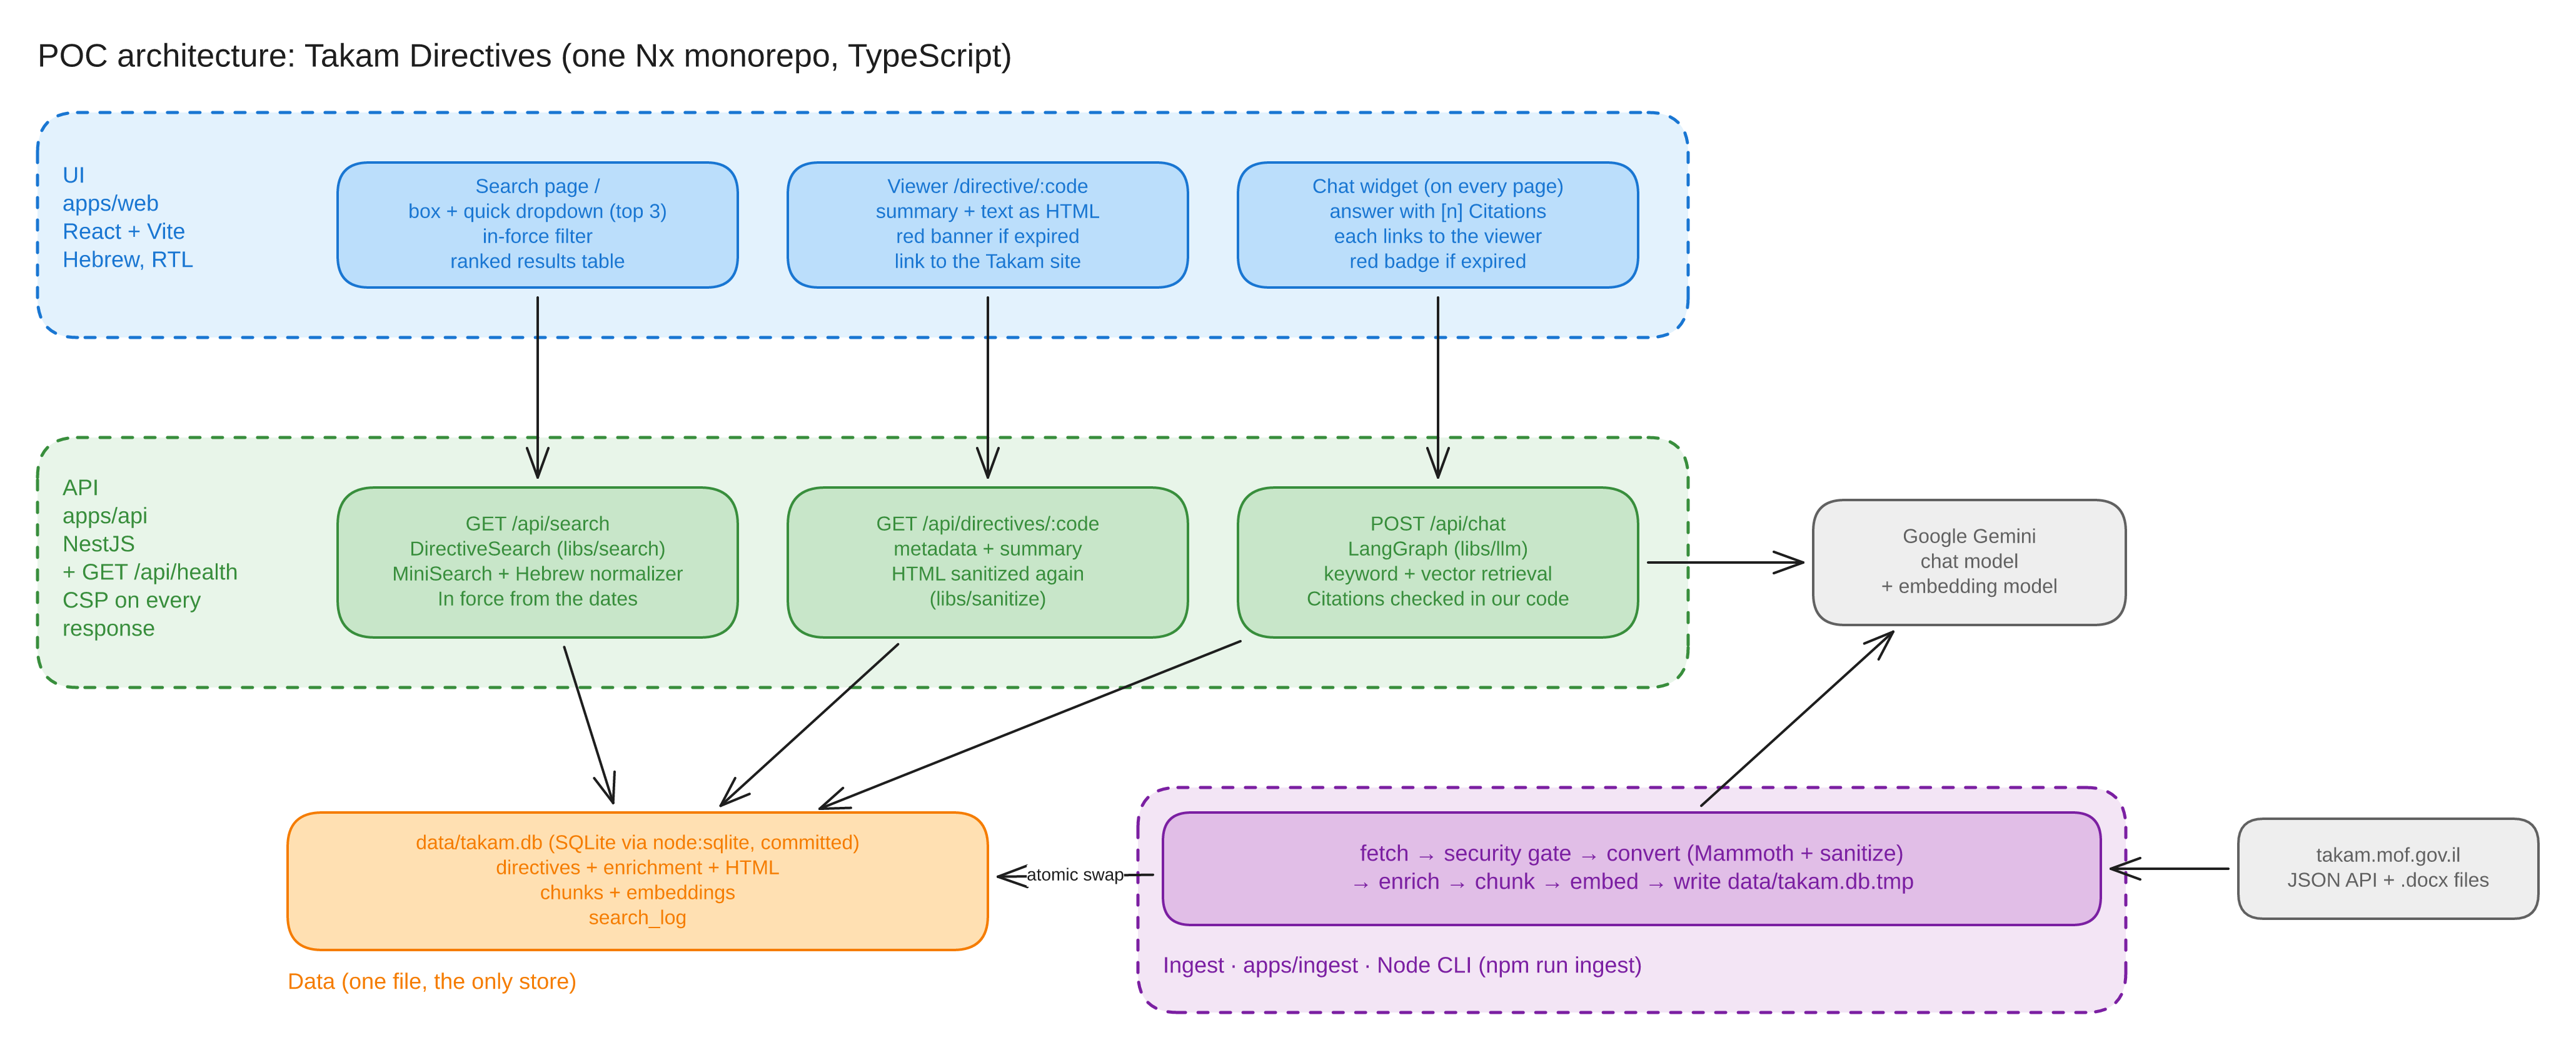 POC architecture: Takam Directives (one Nx monorepo, TypeScript)
UI
apps/web
React + Vite
Hebrew, RTL
Search page /
box + quick dropdown (top 3)
in-force filter
ranked results table
Viewer /directive/:code
summary + text as HTML
red banner if expired
link to the Takam site
Chat widget (on every page)
answer with [n] Citations
each links to the viewer
red badge if expired
API
apps/api
NestJS
+ GET /api/health
CSP on every
response
GET /api/search
DirectiveSearch (libs/search)
MiniSearch + Hebrew normalizer
In force from the dates
GET /api/directives/:code
metadata + summary
HTML sanitized again
(libs/sanitize)
POST /api/chat
LangGraph (libs/llm)
keyword + vector retrieval
Citations checked in our code
Google Gemini
chat model
+ embedding model
data/takam.db (SQLite via node:sqlite, committed)
directives + enrichment + HTML
chunks + embeddings
search_log
Data (one file, the only store)
atomic swap
fetch → security gate → convert (Mammoth + sanitize)
→ enrich → chunk → embed → write data/takam.db.tmp
Ingest · apps/ingest · Node CLI (npm run ingest)
takam.mof.gov.il
JSON API + .docx files